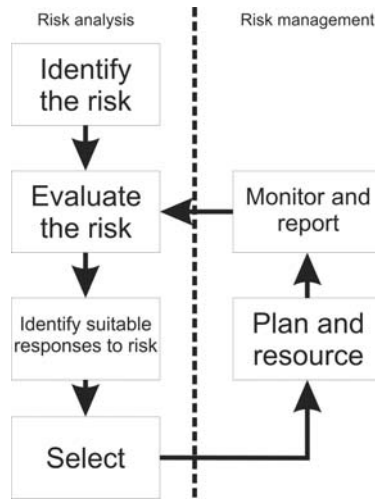 Risk analysis
Risk management
Identify
the risk
Evaluate
the risk
Monitor and
report
Identify suitable
responses to risk
Plan and
resource
Select